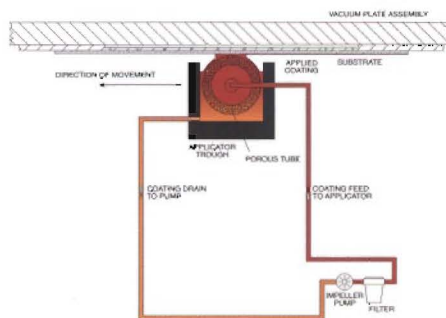 VACUUM PLATE ASSEMBLY
APPLIED
COATING
SUBSTRATE
DIRECTION OF MOVEMENT
APPLICATOR
TROUGH
POROUS TUBE
COATING DRAIN
TO PUMP
COATING FEED
TO APPLICATOR
IMPELLER
PUMP
FILTER